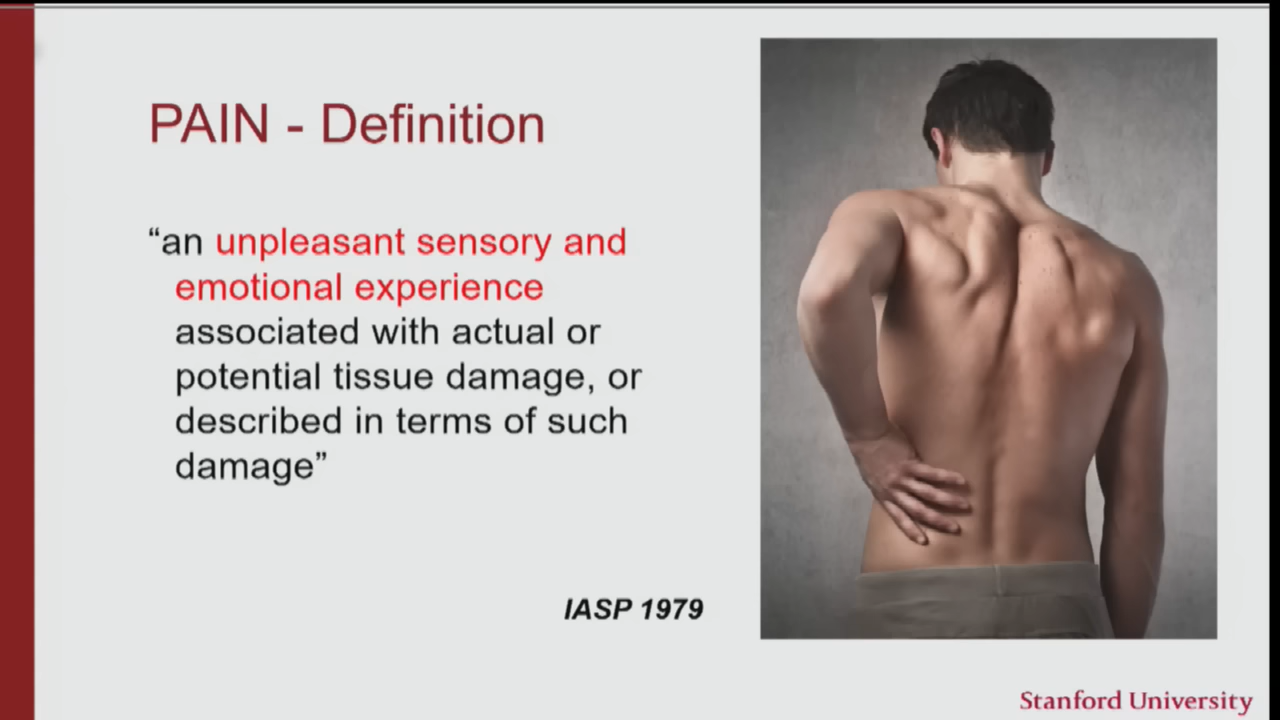 PAIN - Definition
“an unpleasant sensory and
emotional experience
associated with actual or
potential tissue damage, or
described in terms of such
damage”
IASP 1979
Stanford University